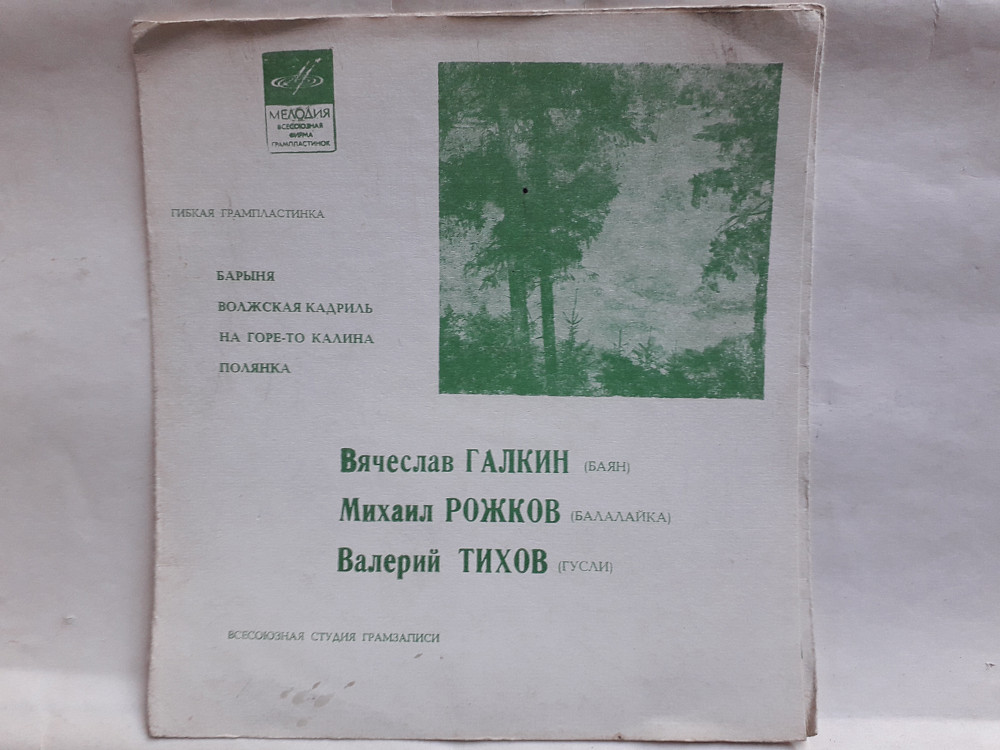 МЕЛОДИЯ
ВСЕСОЮЗНАЯ
ФИРМА
ГРАМПЛАСТИНОК
ГИБКАЯ ГРАМПЛАСТИНКА
БАРЫНЯ
ВОЛЖСКАЯ КАДРИЛЬ
НА ГОРЕ-ТО КАЛИНА
ПОЛЯНКА
Вячеслав ГАЛКИН (БАЯН)
Михаил РОЖКОВ (БАЛАЛАЙКА)
Валерий ТИХОВ (ГУСЛИ)
ВСЕСОЮЗНАЯ СТУДИЯ ГРАМЗАПИСИ